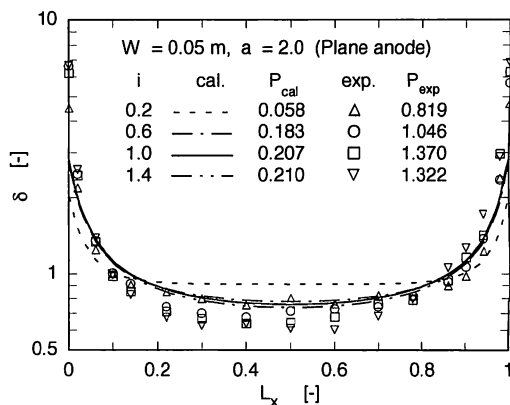 10
W = 0.05 m, a = 2.0 (Plane anode)
i cal. P_cal exp. P_exp
0.2 0.058 △ 0.819
0.6 0.183 ○ 1.046
1.0 0.207 □ 1.370
1.4 0.210 ▽ 1.322
δ [-]
1
0.5
0 0.2 0.4 0.6 0.8 1
L_x [-]